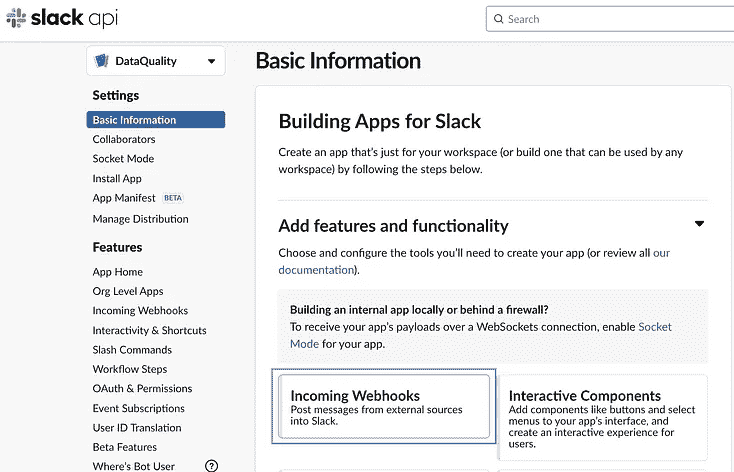 slack api
Search
DataQuality
Basic Information
Settings
Basic Information
Collaborators
Socket Mode
Install App
App Manifest BETA
Manage Distribution
Features
App Home
Org Level Apps
Incoming Webhooks
Interactivity & Shortcuts
Slash Commands
Workflow Steps
OAuth & Permissions
Event Subscriptions
User ID Translation
Beta Features
Where's Bot User
Building Apps for Slack
Create an app that's just for your workspace (or build one that can be used by any
workspace) by following the steps below.
Add features and functionality
Choose and configure the tools you'll need to create your app (or review all our
documentation).
Building an internal app locally or behind a firewall?
To receive your app's payloads over a WebSockets connection, enable Socket
Mode for your app.
Incoming Webhooks
Post messages from external sources
into Slack.
Interactive Components
Add components like buttons and select
menus to your app's interface, and
create an interactive experience for
users.